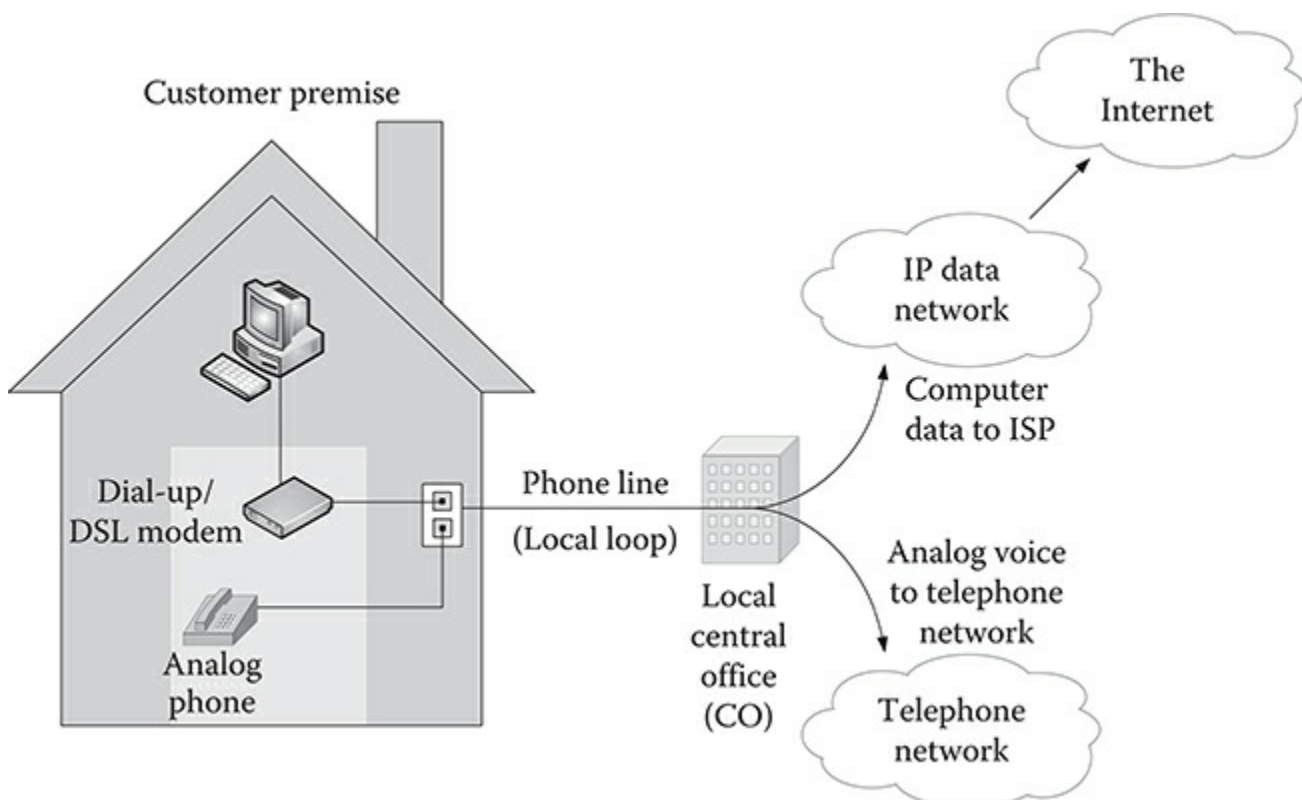 Customer premise
Dial-up/
DSL modem
Analog
phone
Phone line
(Local loop)
Local
central
office
(CO)
The
Internet
IP data
network
Computer
data to ISP
Analog voice
to telephone
network
Telephone
network